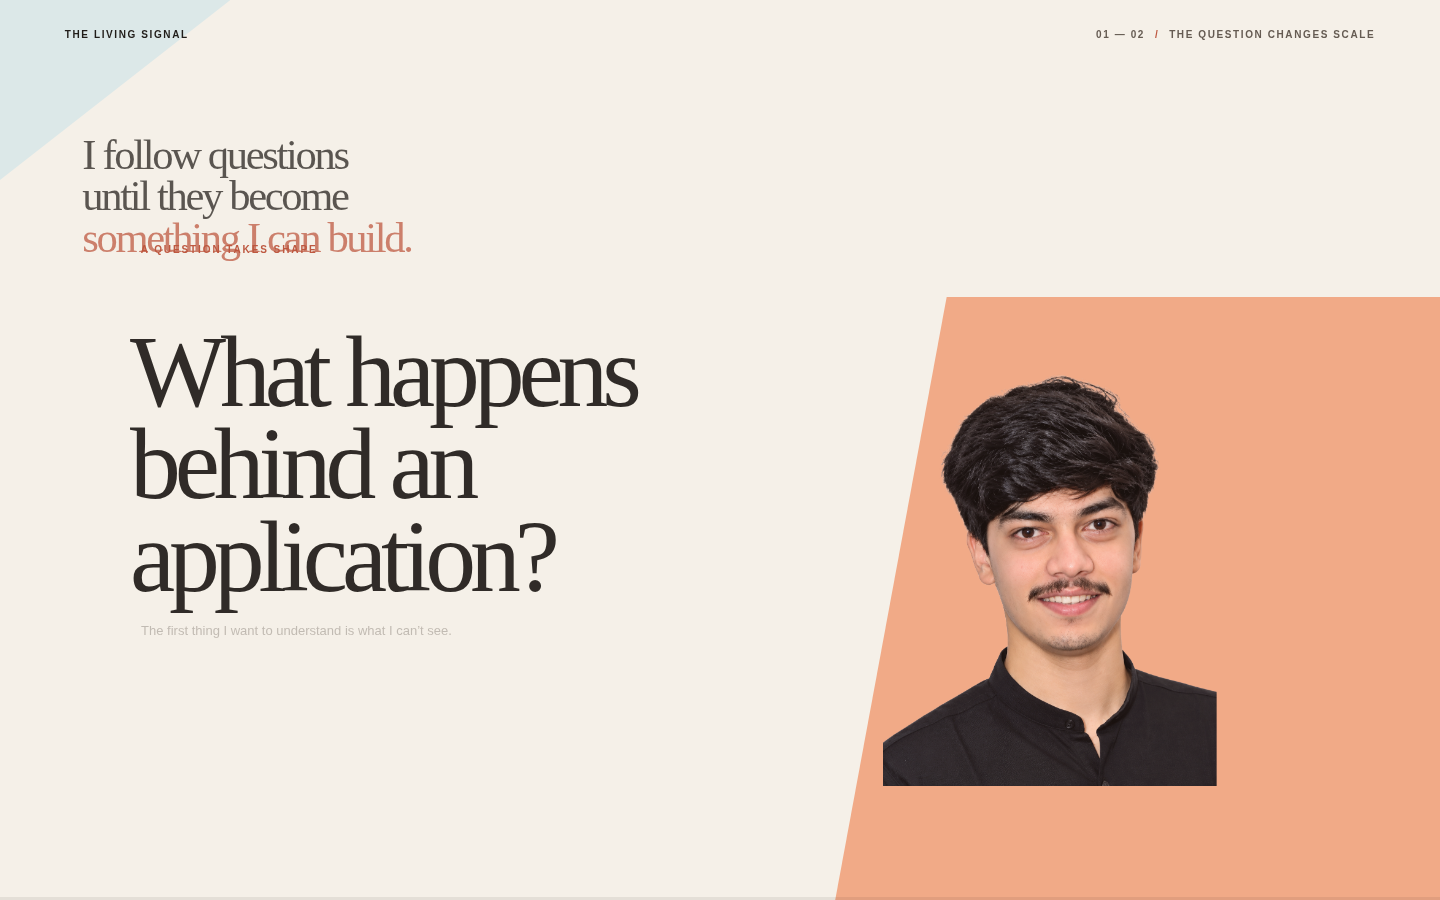 THE LIVING SIGNAL
01 — 02 / THE QUESTION CHANGES SCALE
I follow questions
until they become
something I can build.
A QUESTION TAKES SHAPE
What happens
behind an
application?
The first thing I want to understand is what I can't see.